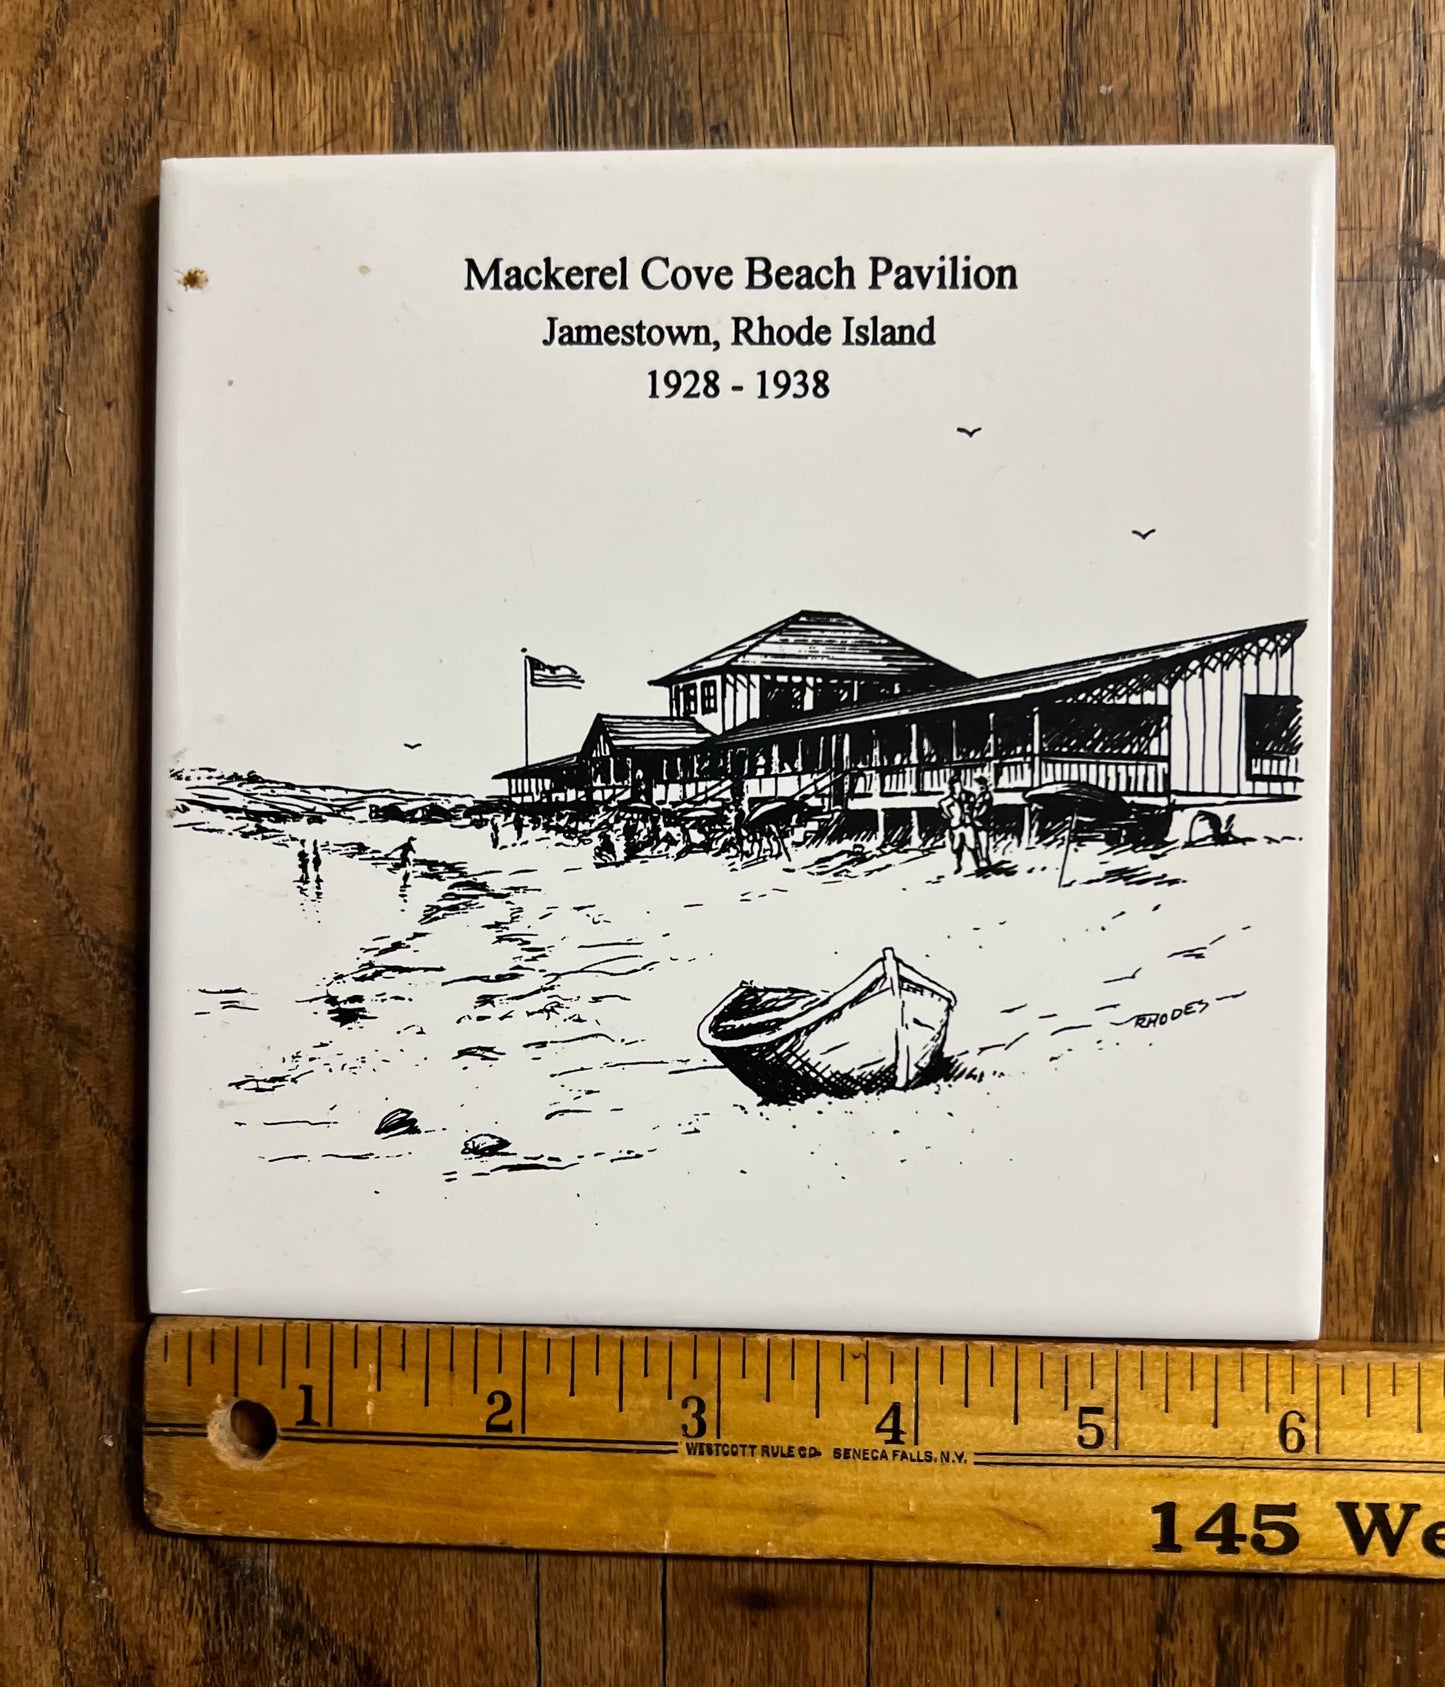 Mackerel Cove Beach Pavilion
Jamestown, Rhode Island
1928 - 1938
RHODES
1 2 3 4 5 6
WESTCOTT RULE CO. SENECA FALLS, N.Y.
145 We